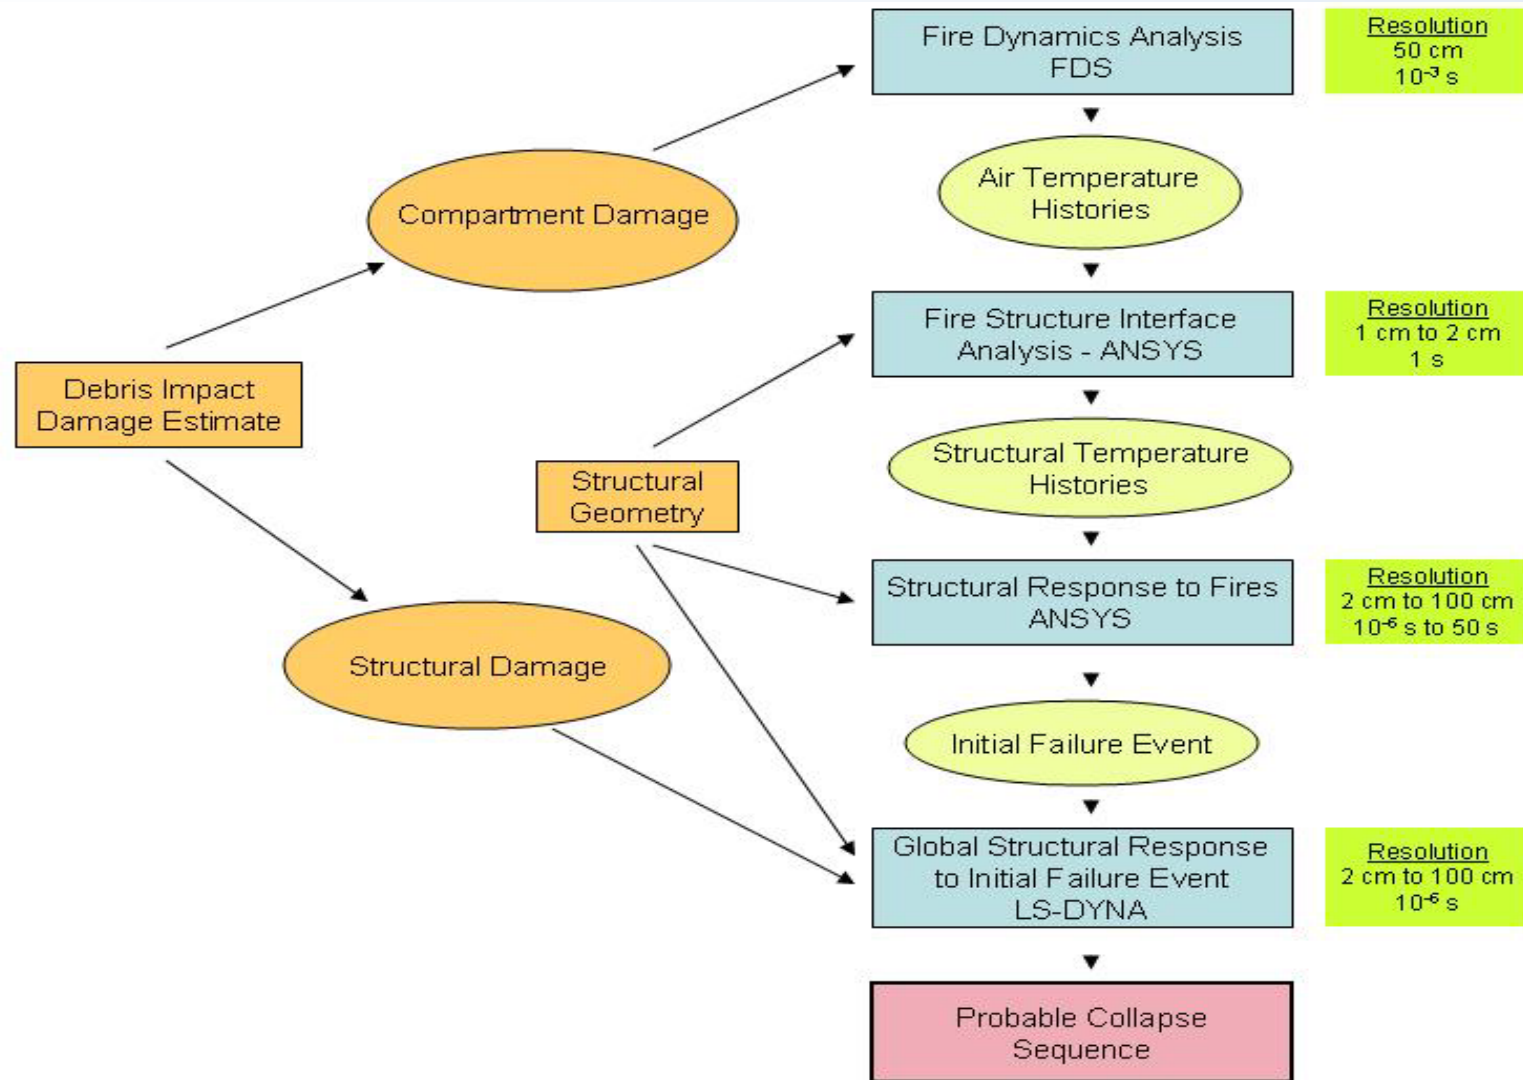 Fire Dynamics Analysis
FDS
Resolution
50 cm
10⁻³ s
Air Temperature
Histories
Compartment Damage
Fire Structure Interface
Analysis - ANSYS
Resolution
1 cm to 2 cm
1 s
Debris Impact
Damage Estimate
Structural Temperature
Histories
Structural
Geometry
Structural Response to Fires
ANSYS
Resolution
2 cm to 100 cm
10⁻⁶ s to 50 s
Structural Damage
Initial Failure Event
Global Structural Response
to Initial Failure Event
LS-DYNA
Resolution
2 cm to 100 cm
10⁻⁶ s
Probable Collapse
Sequence